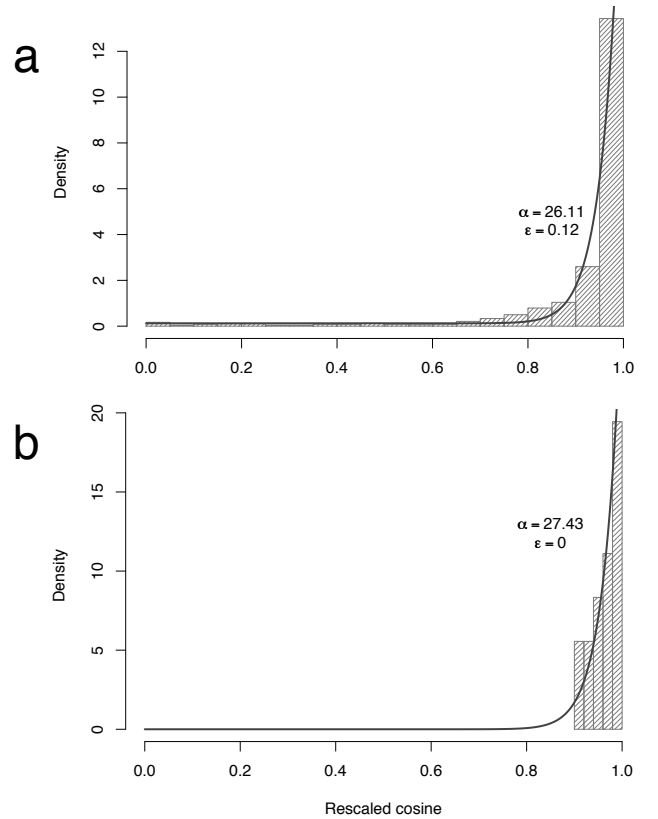 a
12
10
8
6
4
2
0
Density
α = 26.11
ε = 0.12
0.0 0.2 0.4 0.6 0.8 1.0
b
20
15
10
5
0
Density
α = 27.43
ε = 0
0.0 0.2 0.4 0.6 0.8 1.0
Rescaled cosine